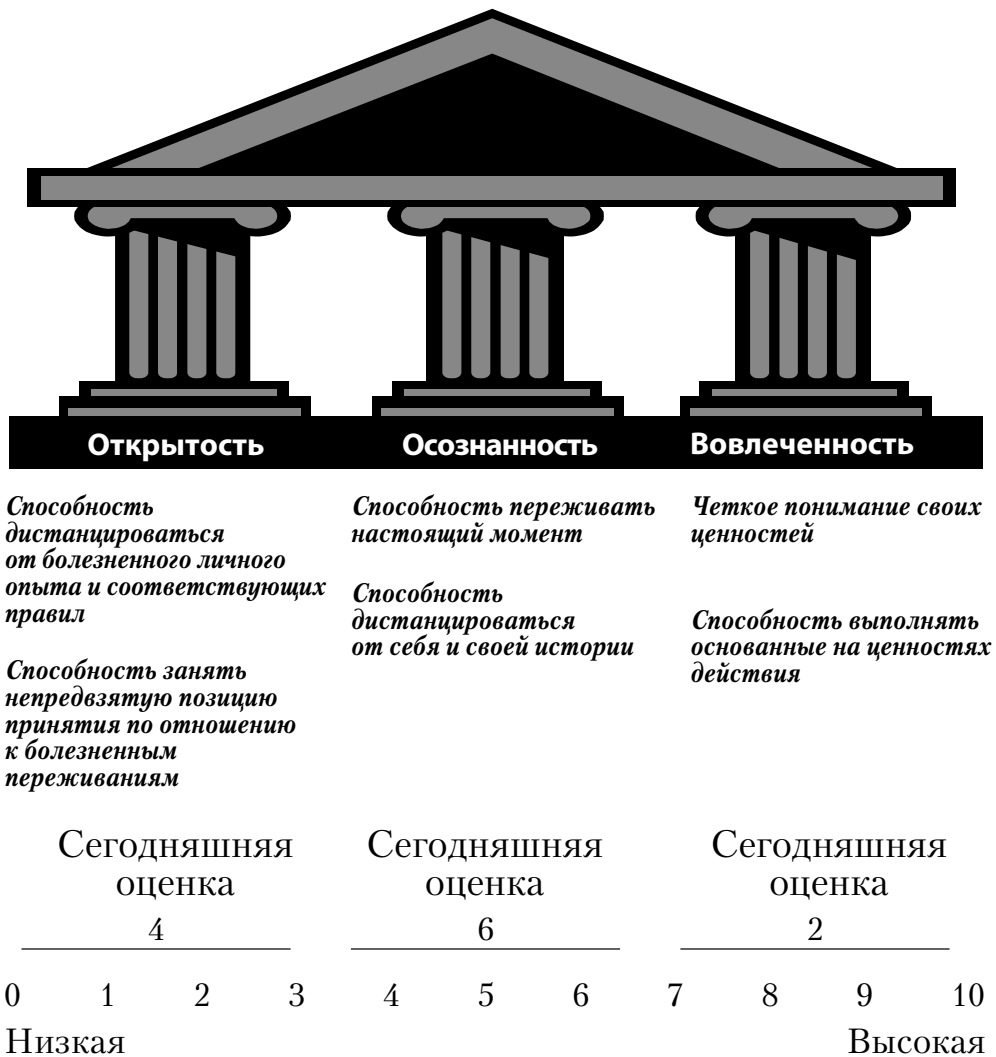 Открытость
Осознанность
Вовлеченность
Способность
дистанцироваться
от болезненного личного
опыта и соответствующих
правил
Способность занять
непредвзятую позицию
принятия по отношению
к болезненным
переживаниям
Способность переживать
настоящий момент
Способность
дистанцироваться
от себя и своей истории
Четкое понимание своих
ценностей
Способность выполнять
основанные на ценностях
действия
Сегодняшняя
оценка
4
Сегодняшняя
оценка
6
Сегодняшняя
оценка
2
0 1 2 3 4 5 6 7 8 9 10
Низкая Высокая